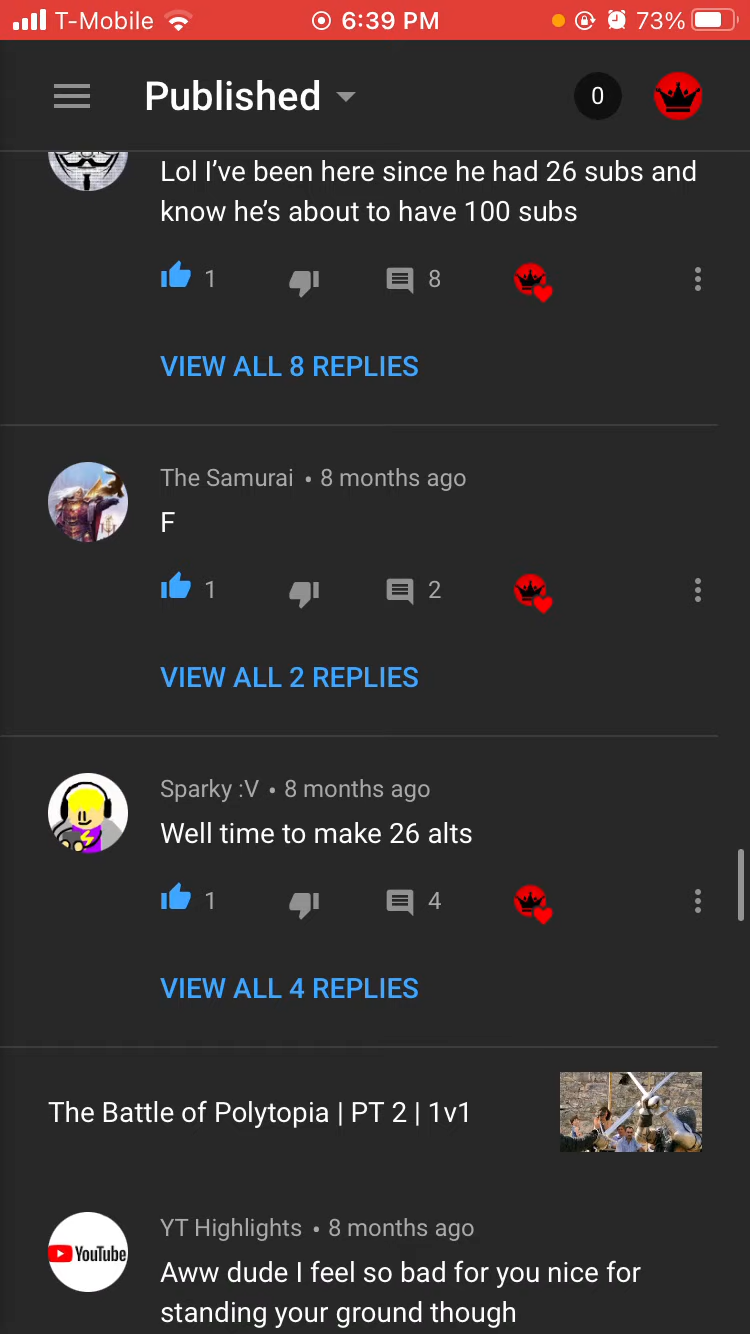 T-Mobile 6:39 PM 73%
Published 0
Lol I’ve been here since he had 26 subs and
know he’s about to have 100 subs
1 8
VIEW ALL 8 REPLIES
The Samurai • 8 months ago
F
1 2
VIEW ALL 2 REPLIES
Sparky :V • 8 months ago
Well time to make 26 alts
1 4
VIEW ALL 4 REPLIES
The Battle of Polytopia | PT 2 | 1v1
YT Highlights • 8 months ago
YouTube
Aww dude I feel so bad for you nice for
standing your ground though